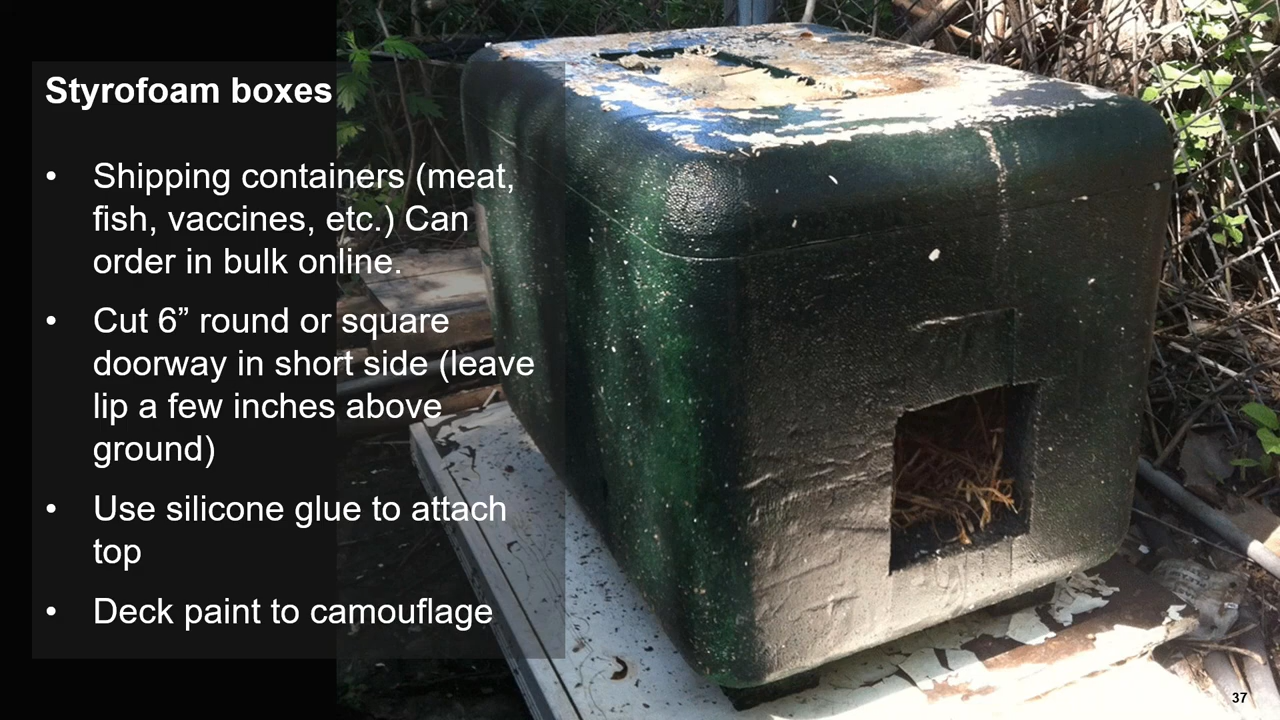 Styrofoam boxes
• Shipping containers (meat,
fish, vaccines, etc.) Can
order in bulk online.
• Cut 6” round or square
doorway in short side (leave
lip a few inches above
ground)
• Use silicone glue to attach
top
• Deck paint to camouflage
37